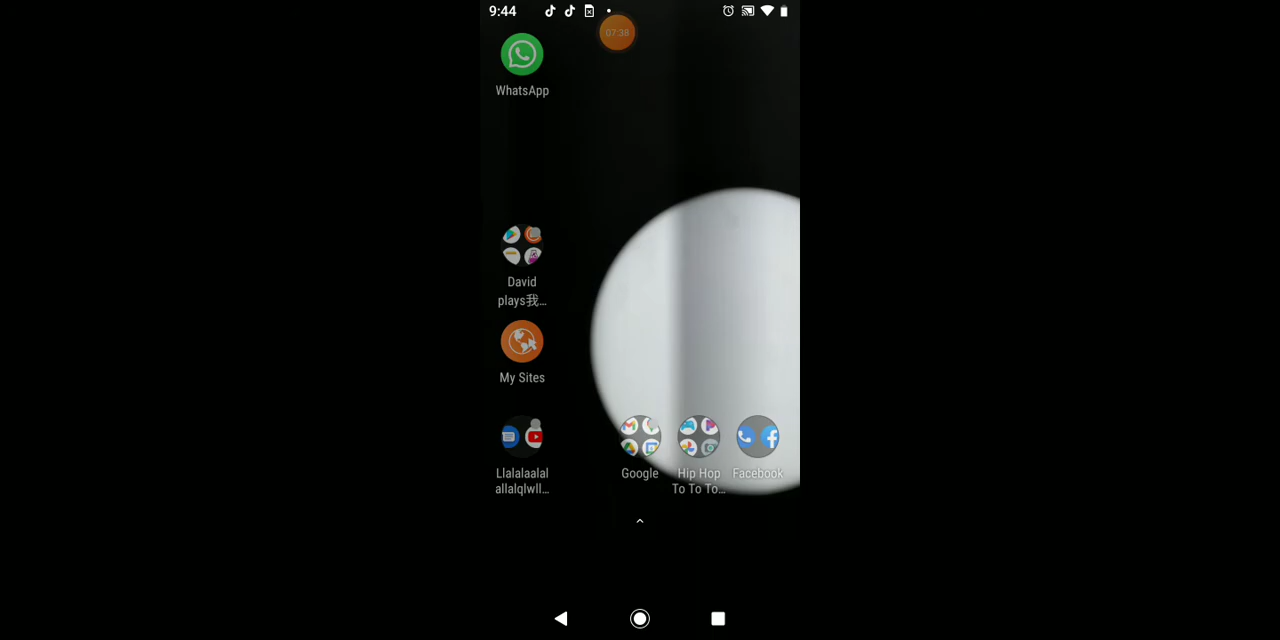 9:44
07:38
WhatsApp
David
plays我...
My Sites
Llalalaalal
allalqlwll...
Google
Hip Hop
To To To...
Facebook